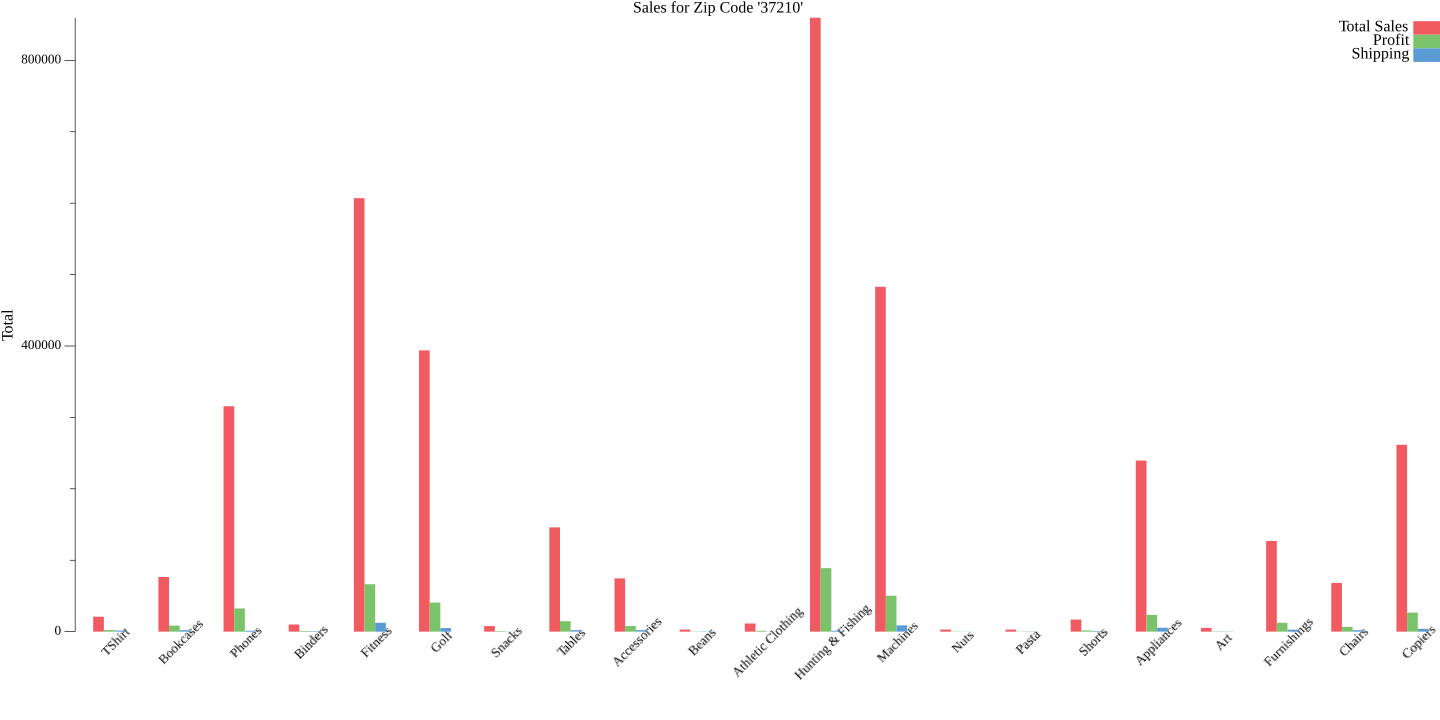 Sales for Zip Code '37210'
Total Sales
Profit
Shipping
800000
400000
0
Total
TShirt
Bookcases
Phones
Binders
Fitness
Golf
Snacks
Tables
Accessories
Beans
Athletic Clothing
Hunting & Fishing
Machines
Nuts
Pasta
Shorts
Appliances
Art
Furnishings
Chairs
Copiers